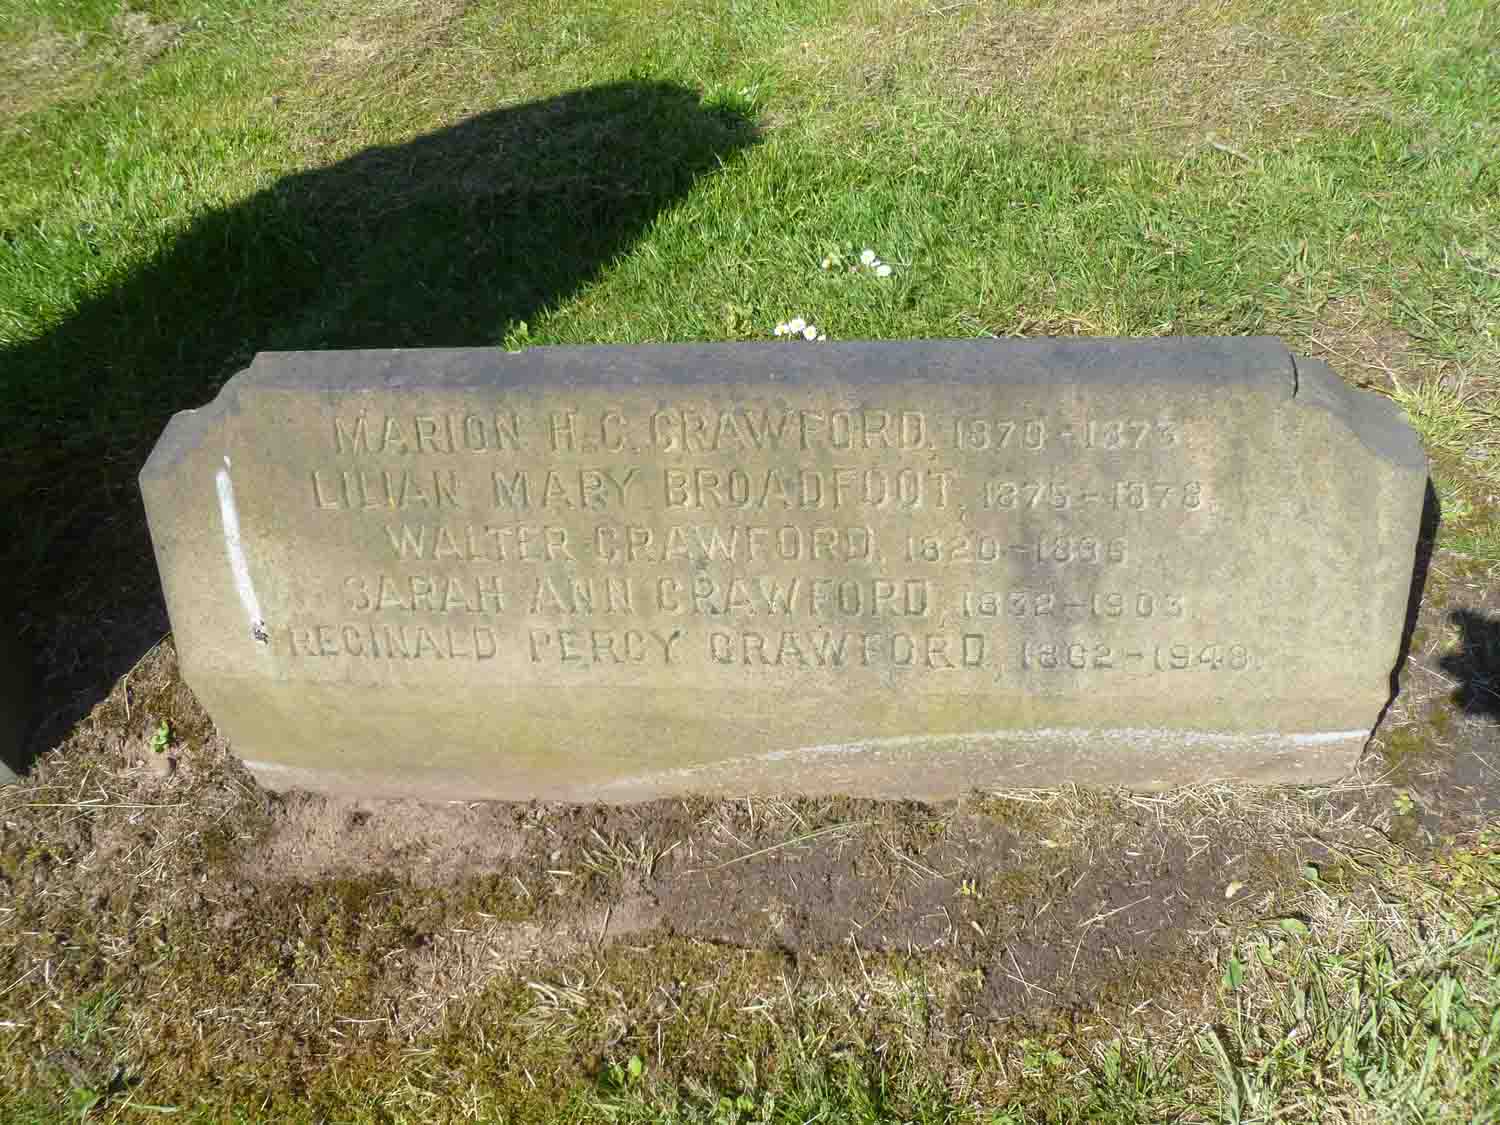 MARION H. C. CRAWFORD, 1870 - 1873.
LILIAN MARY BROADFOOT, 1875 - 1878.
WALTER CRAWFORD, 1820 -
SARAH ANN CRAWFORD, 1832 - 1903.
REGINALD PERCY CRAWFORD, 1862 - 1948.